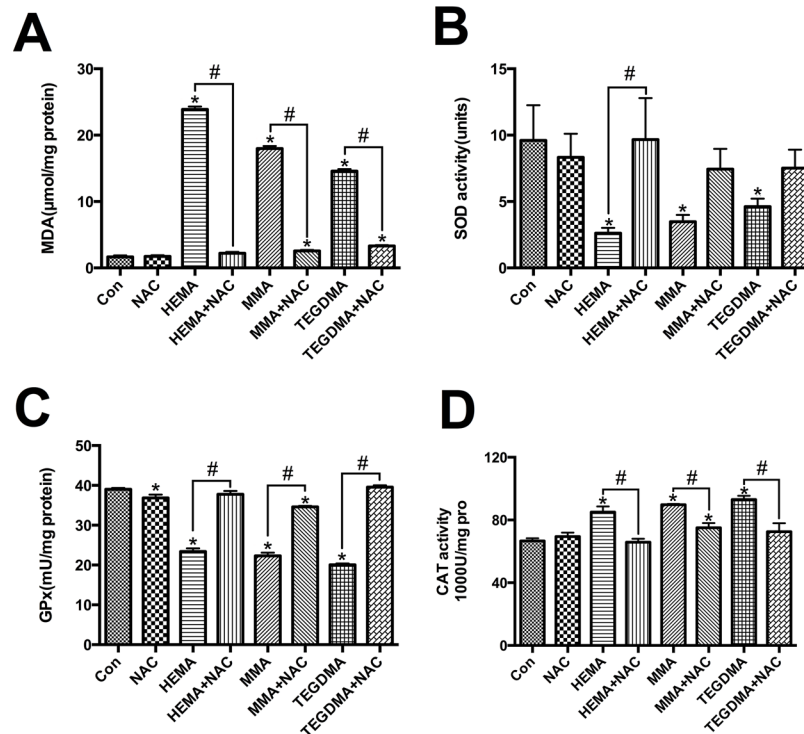 A
MDA(μmol/mg protein)
30
20
10
0
*
#
*
#
*
*
#
*
Con
NAC
HEMA
HEMA+NAC
MMA
MMA+NAC
TEGDMA
TEGDMA+NAC
B
SOD activity(units)
15
10
5
0
*
#
*
*
Con
NAC
HEMA
HEMA+NAC
MMA
MMA+NAC
TEGDMA
TEGDMA+NAC
C
GPx(mU/mg protein)
50
40
30
20
10
0
*
*
#
*
#
*
*
#
Con
NAC
HEMA
HEMA+NAC
MMA
MMA+NAC
TEGDMA
TEGDMA+NAC
D
CAT activity
1000U/mg pro
120
80
40
0
*
#
*
#
*
*
#
Con
NAC
HEMA
HEMA+NAC
MMA
MMA+NAC
TEGDMA
TEGDMA+NAC